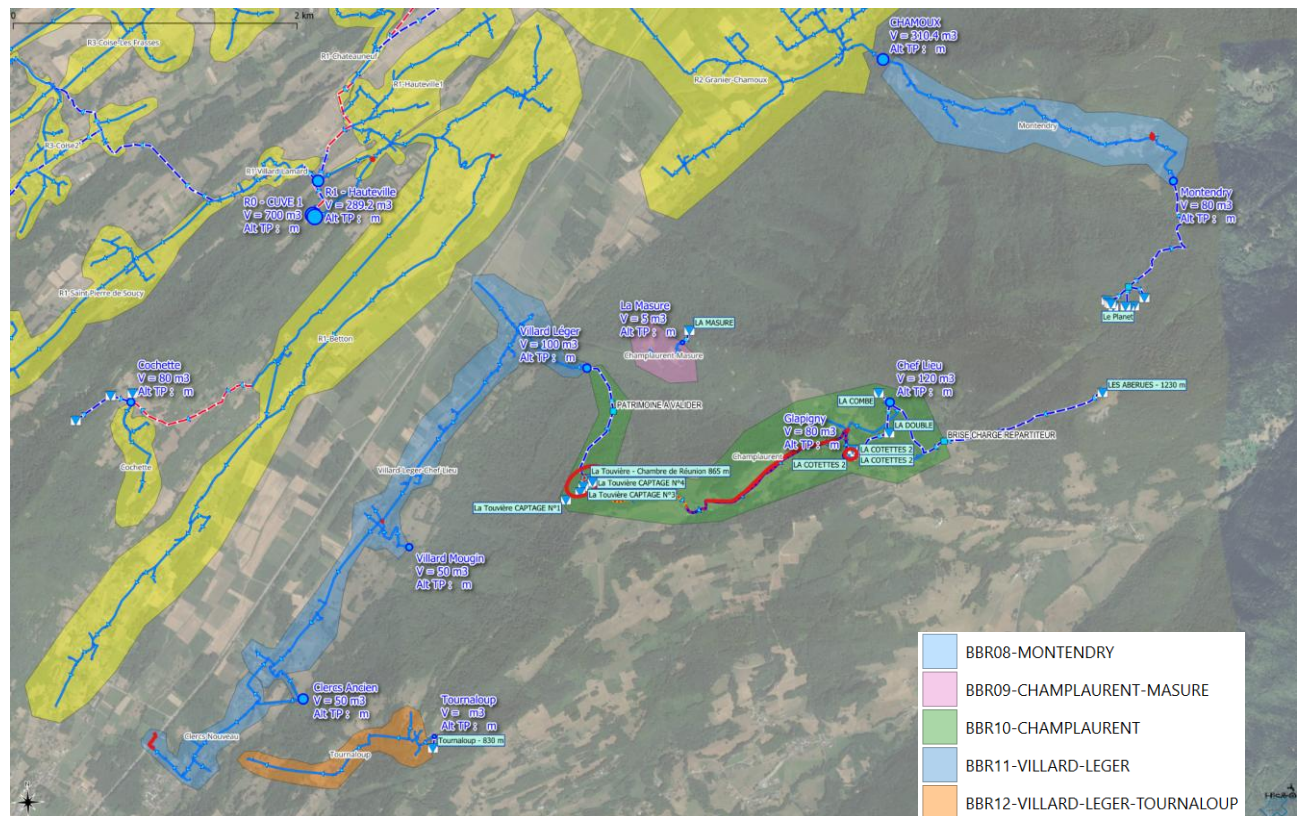 0
2 km
R3-Coise-Les Frasses
R1-Chateauneuf
R1-Hauteville1
R2-Granier-Chamoux
CHAMOUX
V = 310.4 m3
Alt TP : m
Montendry
Montendry
V = 80 m3
Alt TP : m
Le Planet
R3-Coise2
R1-Villard Lamard
R1 - Hauteville
V = 289.2 m3
Alt TP : m
R0 - CUVE 1
V = 700 m3
Alt TP : m
R1-Saint-Pierre de Soucy
R1-Betton
La Masure
V = 5 m3
Alt TP : m
LA MASURE
Champlaurent Masure
Villard Léger
V = 100 m3
Alt TP : m
Cochette
V = 80 m3
Alt TP : m
Cochette
Chef Lieu
V = 120 m3
Alt TP : m
LES ABERUES - 1230 m
LA COMBE
PATRIMOINE A VALIDER
Glapigny
V = 80 m3
Alt TP : m
LA DOUBLE
BRISE CHARGE REPARTITEUR
LA COTETTES 2
LA COTETTES 2
LA COTETTES 2
Champlaurent
Villard Leger Chef Lieu
La Touvière - Chambre de Réunion 865 m
La Touvière CAPTAGE N°4
La Touvière CAPTAGE N°3
La Touvière CAPTAGE N°1
Villard Mougin
V = 50 m3
Alt TP : m
Clercs Ancien
V = 50 m3
Alt TP : m
Clercs Nouveau
Tournaloup
V = m3
Alt TP : m
Tournaloup - 830 m
Tournaloup
BBR08-MONTENDRY
BBR09-CHAMPLAURENT-MASURE
BBR10-CHAMPLAURENT
BBR11-VILLARD-LEGER
BBR12-VILLARD-LEGER-TOURNALOUP